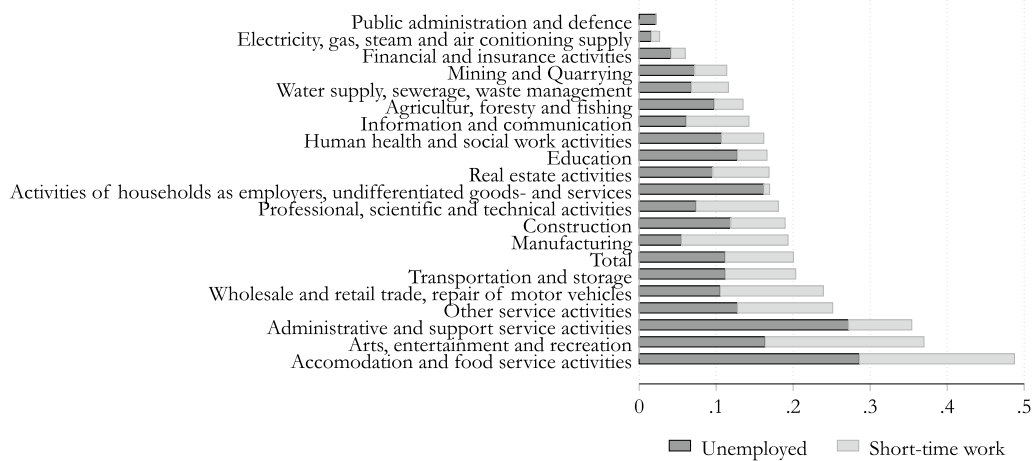 Public administration and defence
Electricity, gas, steam and air conitioning supply
Financial and insurance activities
Mining and Quarrying
Water supply, sewerage, waste management
Agricultur, foresty and fishing
Information and communication
Human health and social work activities
Education
Real estate activities
Activities of households as employers, undifferentiated goods- and services
Professional, scientific and technical activities
Construction
Manufacturing
Total
Transportation and storage
Wholesale and retail trade, repair of motor vehicles
Other service activities
Administrative and support service activities
Arts, entertainment and recreation
Accomodation and food service activities
0 .1 .2 .3 .4 .5
Unemployed Short-time work